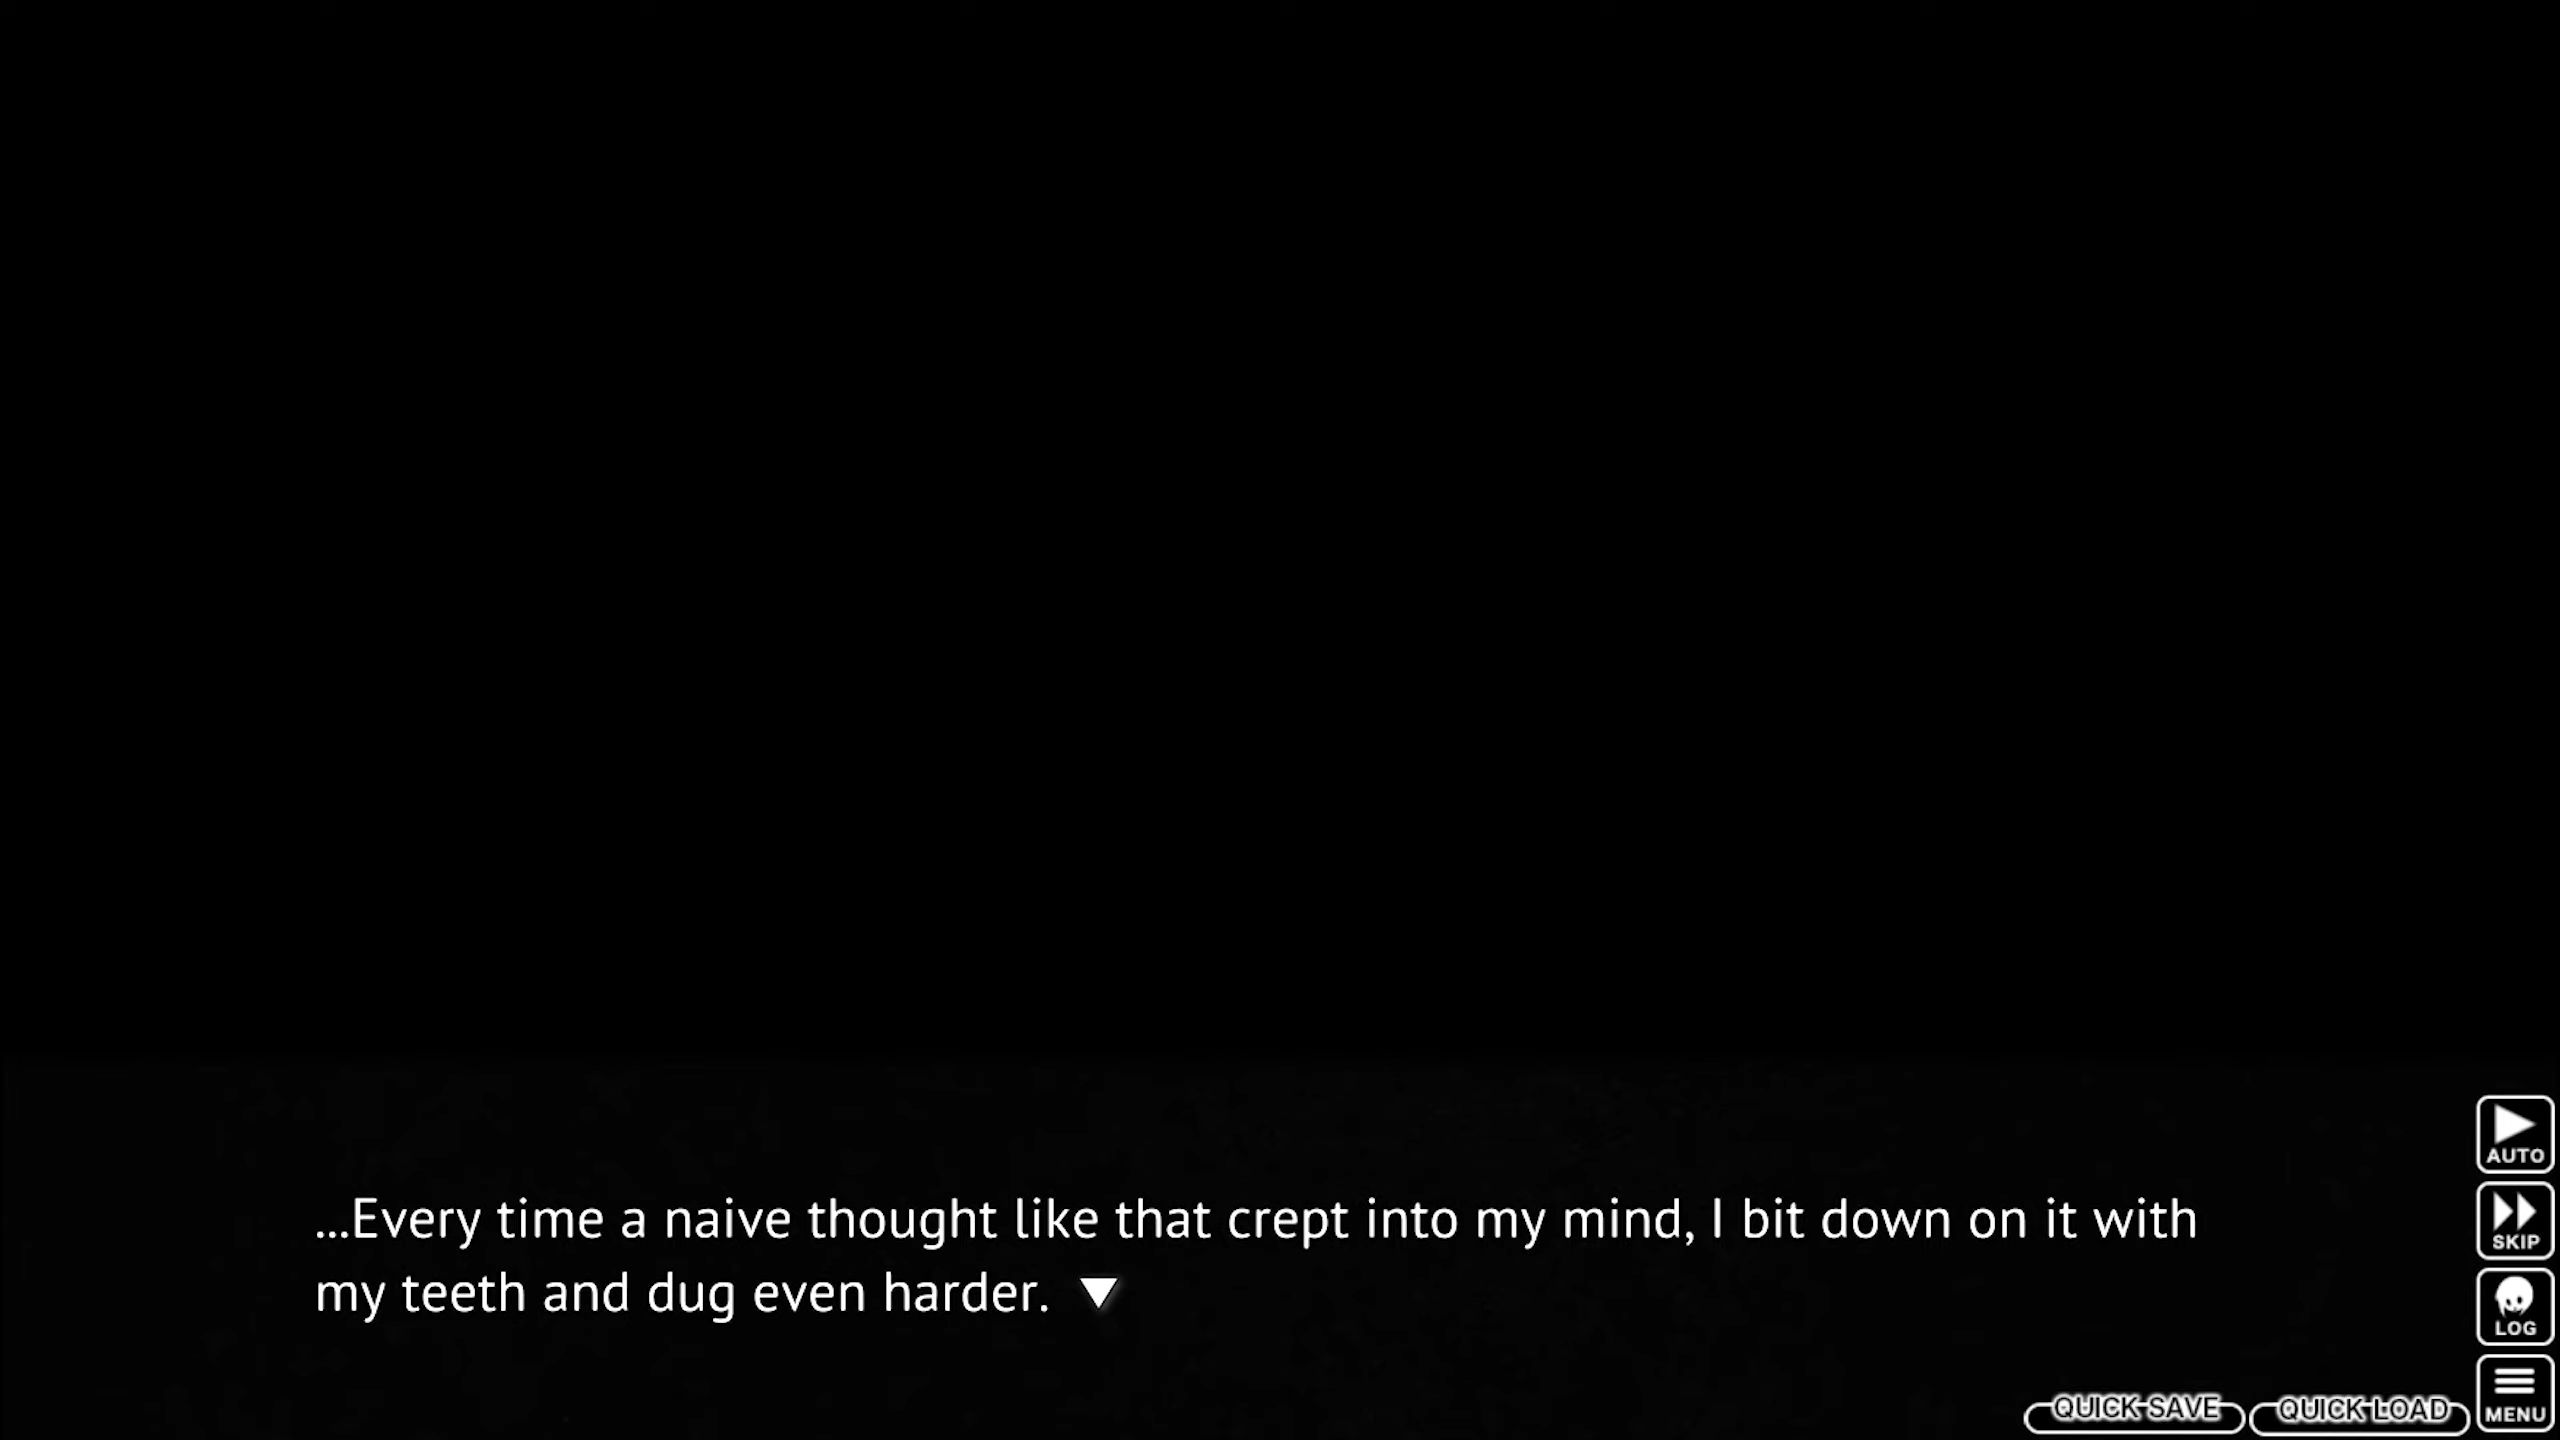 ...Every time a naive thought like that crept into my mind, I bit down on it with
my teeth and dug even harder.
AUTO
SKIP
LOG
MENU
QUICK SAVE
QUICK LOAD